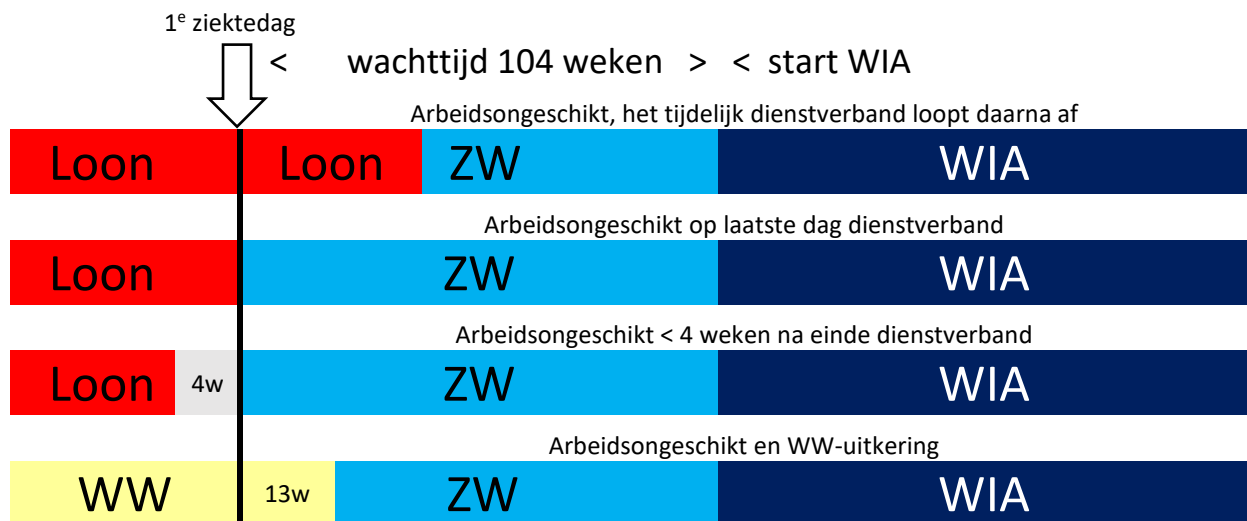 1e ziektedag
< wachttijd 104 weken > < start WIA
Arbeidsongeschikt, het tijdelijk dienstverband loopt daarna af
Loon Loon ZW WIA
Arbeidsongeschikt op laatste dag dienstverband
Loon ZW WIA
Arbeidsongeschikt < 4 weken na einde dienstverband
Loon 4w ZW WIA
Arbeidsongeschikt en WW-uitkering
WW 13w ZW WIA